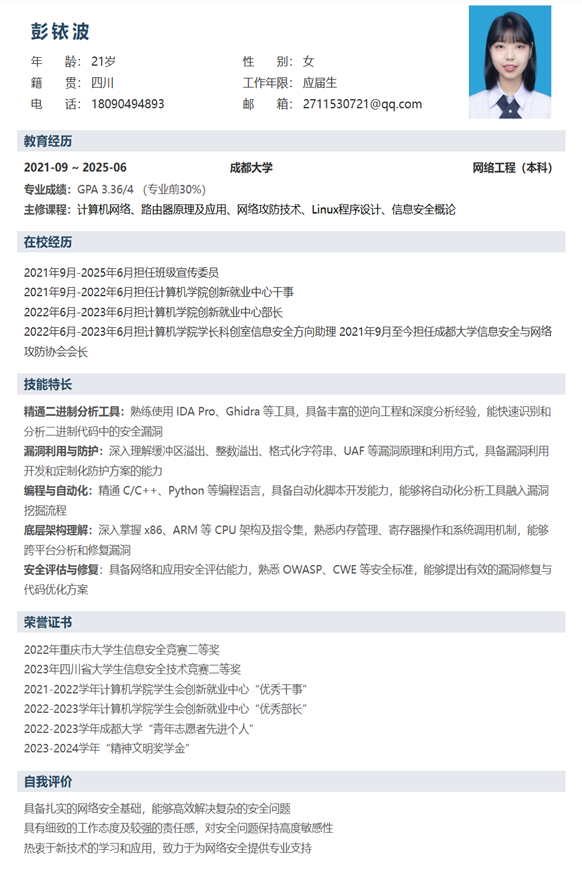 彭铱波
年 龄： 21岁 性 别： 女
籍 贯： 四川 工作年限： 应届生
电 话： 18090494893 邮 箱： 2711530721@qq.com
教育经历
2021-09 ~ 2025-06 成都大学 网络工程（本科）
专业成绩：GPA 3.36/4 （专业前30%）
主修课程：计算机网络、路由器原理及应用、网络攻防技术、Linux程序设计、信息安全概论
在校经历
2021年9月-2025年6月担任班级宣传委员
2021年9月-2022年6月担任计算机学院创新就业中心干事
2022年6月-2023年6月担计算机学院创新就业中心部长
2022年6月-2023年6月担计算机学院学长科创室信息安全方向助理 2021年9月至今担任成都大学信息安全与网络
攻防协会会长
技能特长
精通二进制分析工具：熟练使用 IDA Pro、Ghidra 等工具，具备丰富的逆向工程和深度分析经验，能快速识别和
分析二进制代码中的安全漏洞
漏洞利用与防护：深入理解缓冲区溢出、整数溢出、格式化字符串、UAF 等漏洞原理和利用方式，具备漏洞利用
开发和定制化防护方案的能力
编程与自动化：精通 C/C++、Python 等编程语言，具备自动化脚本开发能力，能够将自动化分析工具融入漏洞
挖掘流程
底层架构理解：深入掌握 x86、ARM 等 CPU 架构及指令集，熟悉内存管理、寄存器操作和系统调用机制，能够
跨平台分析和修复漏洞
安全评估与修复：具备网络和应用安全评估能力，熟悉 OWASP、CWE 等安全标准，能够提出有效的漏洞修复与
代码优化方案
荣誉证书
2022年重庆市大学生信息安全竞赛二等奖
2023年四川省大学生信息安全技术竞赛二等奖
2021-2022学年计算机学院学生会创新就业中心“优秀干事”
2022-2023学年计算机学院学生会创新就业中心“优秀部长”
2022-2023学年成都大学“青年志愿者先进个人”
2023-2024学年“精神文明奖学金”
自我评价
具备扎实的网络安全基础，能够高效解决复杂的安全问题
具有细致的工作态度及较强的责任感，对安全问题保持高度敏感性
热衷于新技术的学习和应用，致力于为网络安全提供专业支持